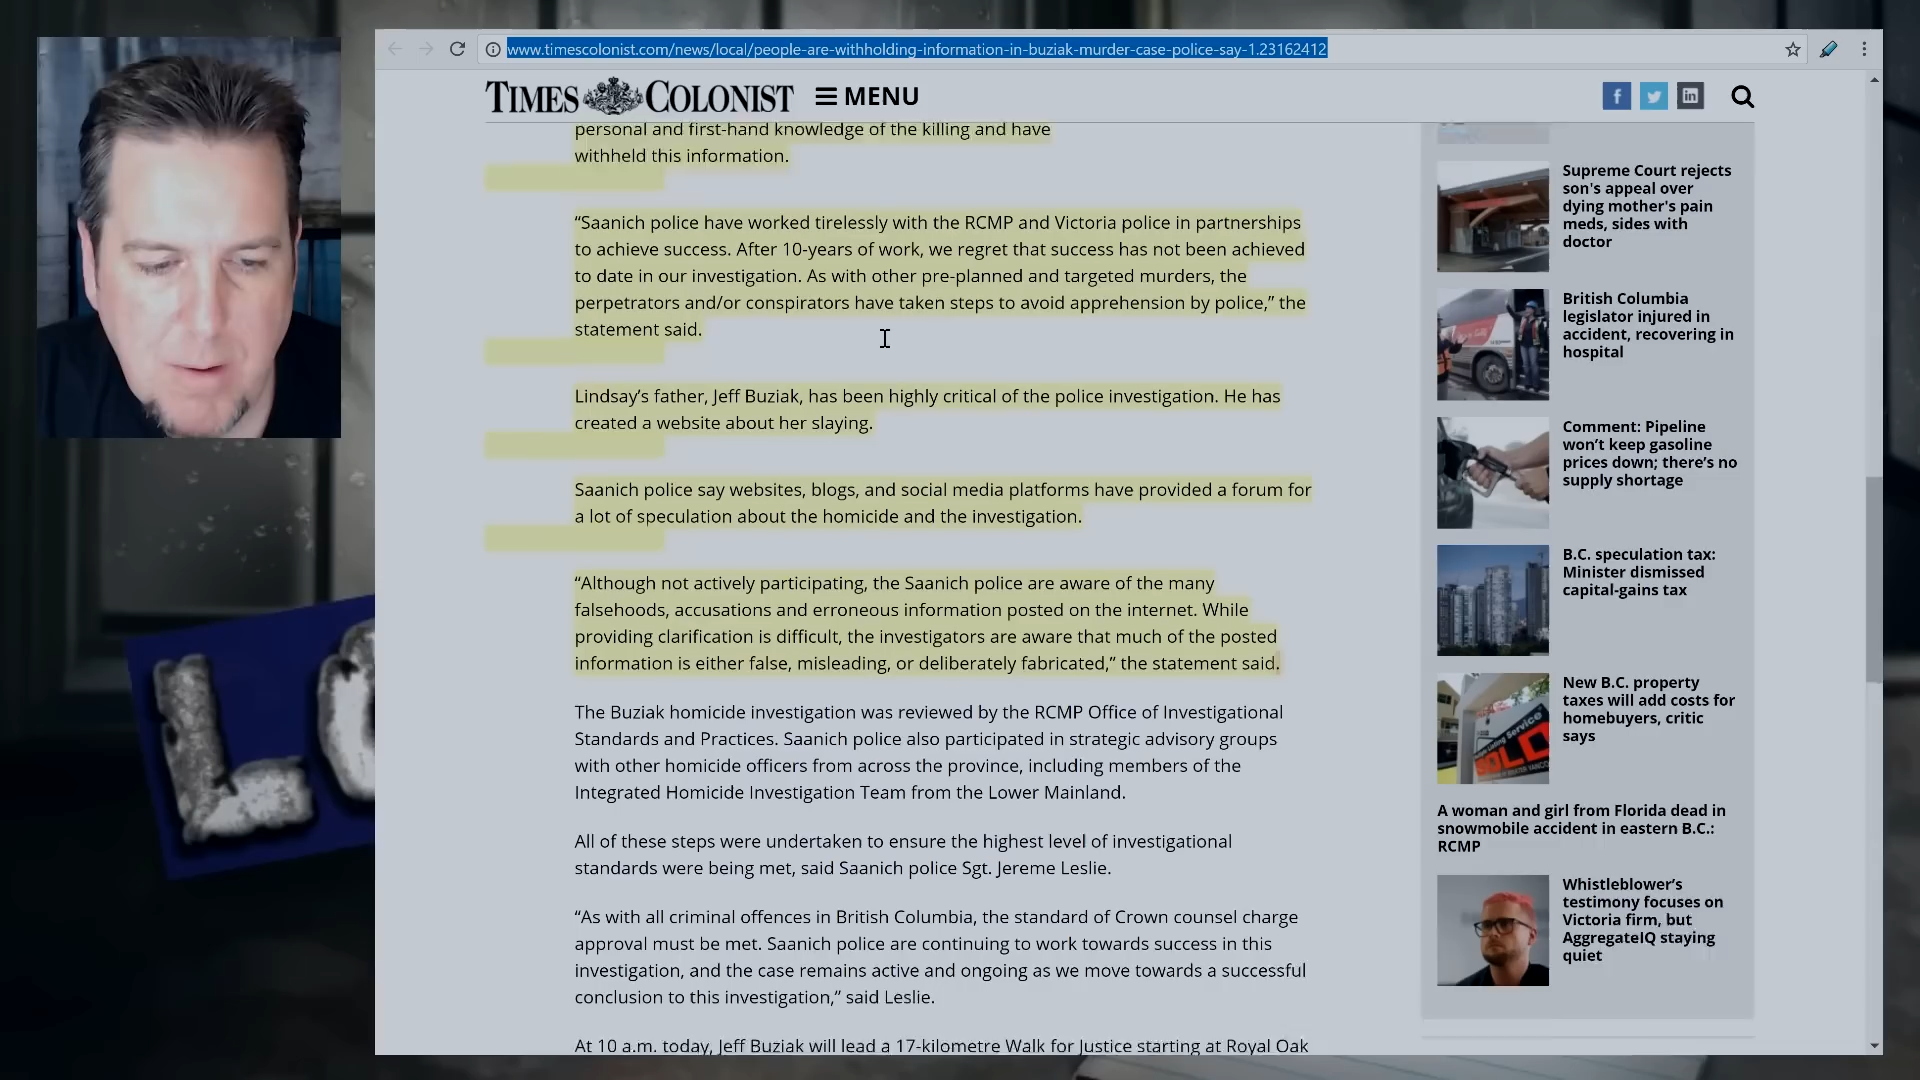 www.timescolonist.com/news/local/people-are-withholding-information-in-buziak-murder-case-police-say-1.23162412
TIMES COLONIST
MENU
personal and first-hand knowledge of the killing and have
withheld this information.
“Saanich police have worked tirelessly with the RCMP and Victoria police in partnerships
to achieve success. After 10-years of work, we regret that success has not been achieved
to date in our investigation. As with other pre-planned and targeted murders, the
perpetrators and/or conspirators have taken steps to avoid apprehension by police,” the
statement said.
Lindsay’s father, Jeff Buziak, has been highly critical of the police investigation. He has
created a website about her slaying.
Saanich police say websites, blogs, and social media platforms have provided a forum for
a lot of speculation about the homicide and the investigation.
“Although not actively participating, the Saanich police are aware of the many
falsehoods, accusations and erroneous information posted on the internet. While
providing clarification is difficult, the investigators are aware that much of the posted
information is either false, misleading, or deliberately fabricated,” the statement said.
The Buziak homicide investigation was reviewed by the RCMP Office of Investigational
Standards and Practices. Saanich police also participated in strategic advisory groups
with other homicide officers from across the province, including members of the
Integrated Homicide Investigation Team from the Lower Mainland.
All of these steps were undertaken to ensure the highest level of investigational
standards were being met, said Saanich police Sgt. Jereme Leslie.
“As with all criminal offences in British Columbia, the standard of Crown counsel charge
approval must be met. Saanich police are continuing to work towards success in this
investigation, and the case remains active and ongoing as we move towards a successful
conclusion to this investigation,” said Leslie.
At 10 a.m. today, Jeff Buziak will lead a 17-kilometre Walk for Justice starting at Royal Oak
Supreme Court rejects
son's appeal over
dying mother's pain
meds, sides with
doctor
British Columbia
legislator injured in
accident, recovering in
hospital
Comment: Pipeline
won’t keep gasoline
prices down; there’s no
supply shortage
B.C. speculation tax:
Minister dismissed
capital-gains tax
New B.C. property
taxes will add costs for
homebuyers, critic
says
SOLD
A woman and girl from Florida dead in
snowmobile accident in eastern B.C.:
RCMP
Whistleblower’s
testimony focuses on
Victoria firm, but
AggregateIQ staying
quiet